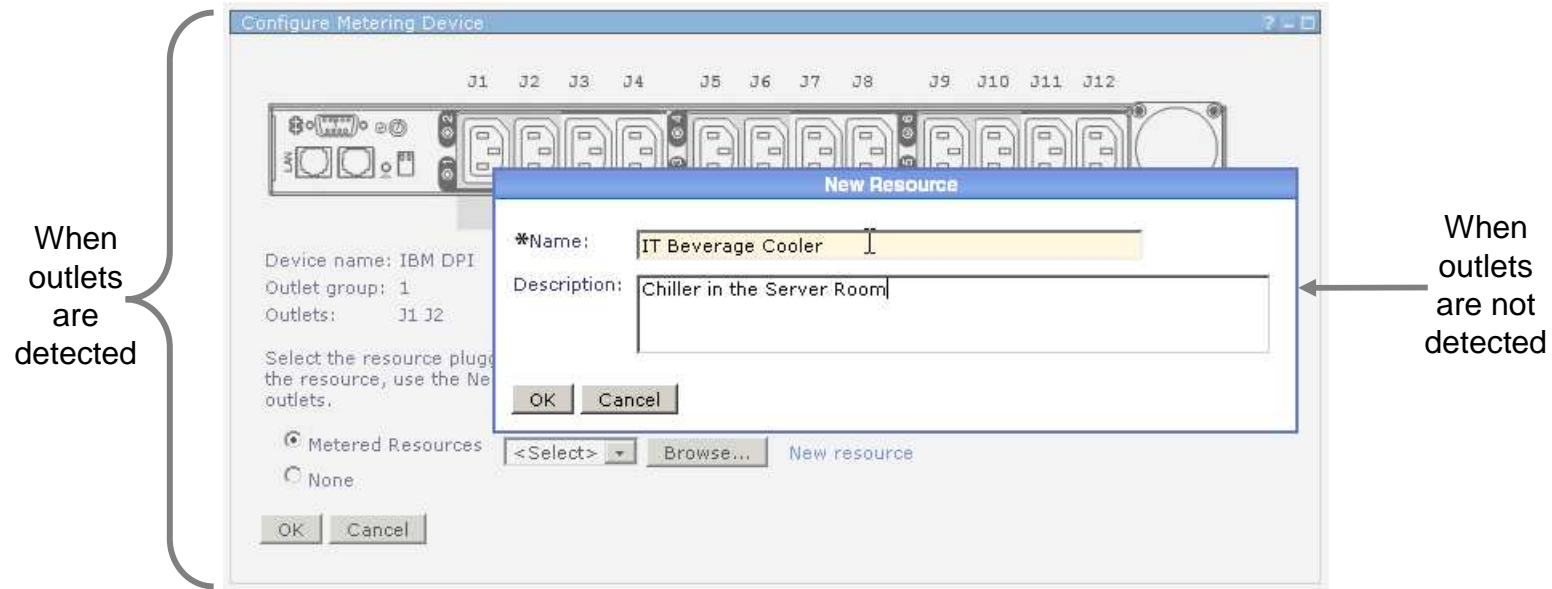 Configure Metering Device
J1 J2 J3 J4 J5 J6 J7 J8 J9 J10 J11 J12
LAN
New Resource
*Name: IT Beverage Cooler
Description: Chiller in the Server Room
OK Cancel
When
outlets
are
detected
Device name: IBM DPI
Outlet group: 1
Outlets: J1 J2
Select the resource plugg
the resource, use the Ne
outlets.
Metered Resources <Select> Browse... New resource
None
OK Cancel
When
outlets
are not
detected